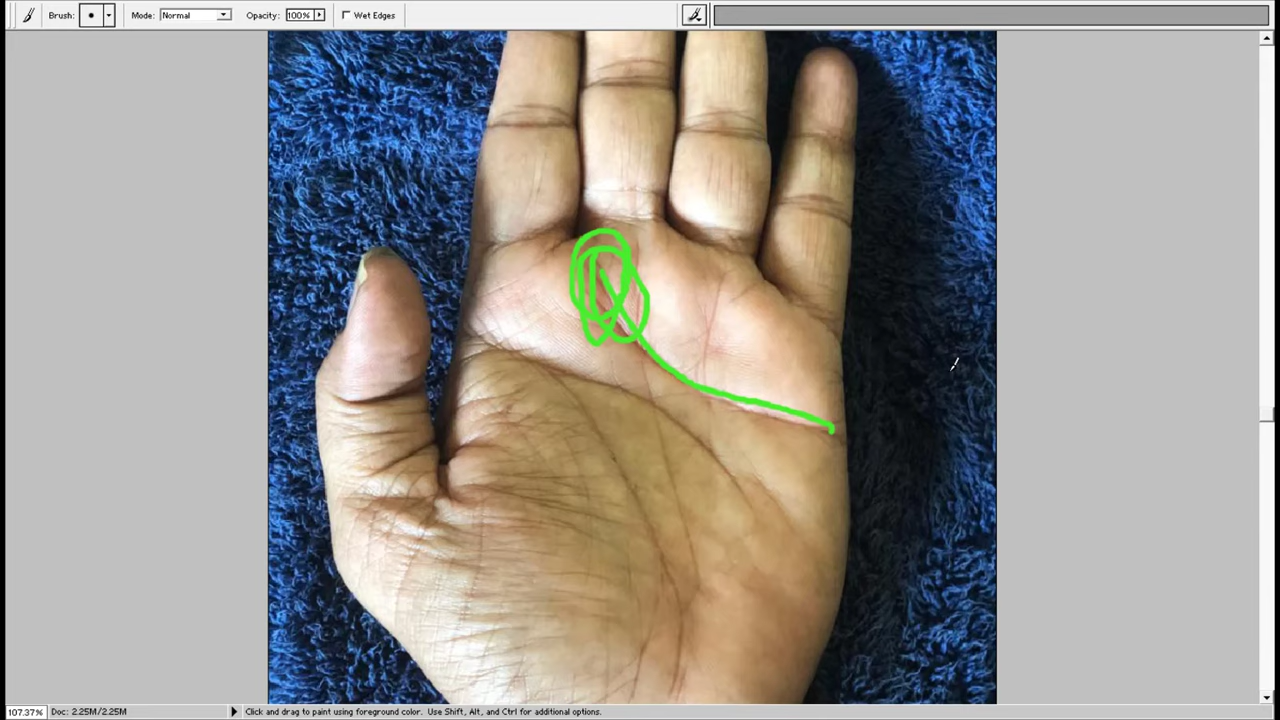 Brush: Mode: Normal Opacity: 100% Wet Edges
107.37% Doc: 2.25M/2.25M Click and drag to paint using foreground color. Use Shift, Alt, and Ctrl for additional options.